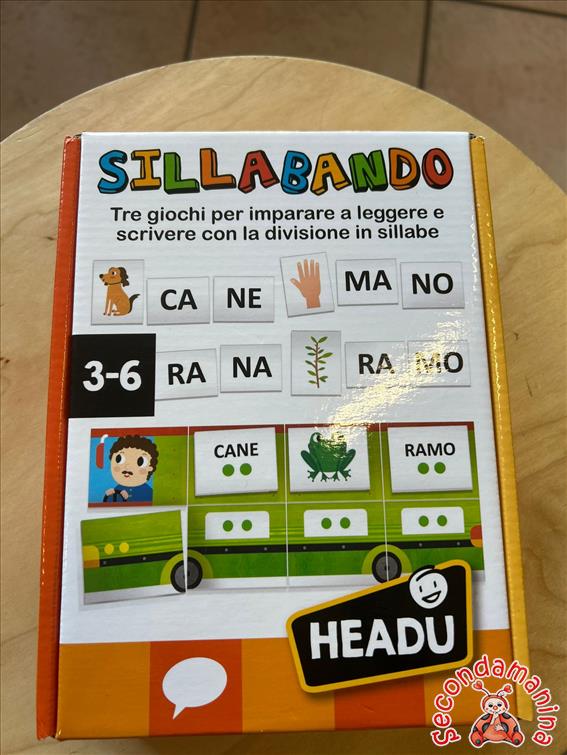 SILLABANDO
Tre giochi per imparare a leggere e
scrivere con la divisione in sillabe
CA NE MA NO
3-6 RA NA RA MO
CANE RAMO
HEADU
secondamanina